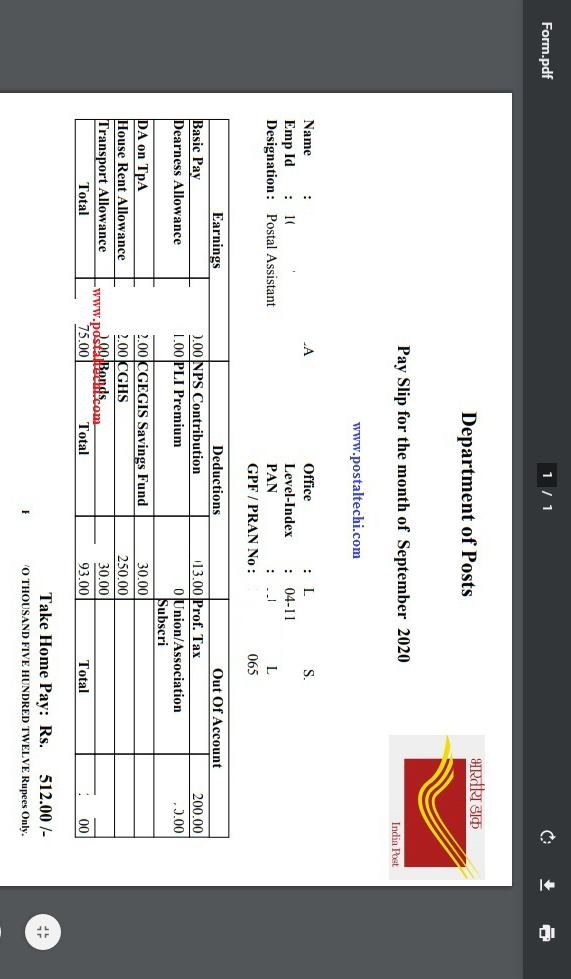 Form.pdf
1 / 1
Department of Posts
भारतीय डाक
India Post
Pay Slip for the month of September 2020
www.postaltechi.com
Name : .A Office : L S.
Emp Id : 1( Level-Index : 04-11
Designation : Postal Assistant PAN : L
GPF / PRAN No : 065
Earnings Deductions Out Of Account
Basic Pay ).00 NPS Contribution 13.00 Prof. Tax 200.00
Dearness Allowance 1.00 PLI Premium 0 Union/Association Subscri 0.00
DA on TpA 2.00 CGEGIS Savings Fund 30.00
House Rent Allowance 2.00 CGHS 250.00
Transport Allowance ).00 Bonds 30.00
www.postaltechi.com
Total 75.00 Total 93.00 Total 00
Take Home Pay: Rs. 512.00 /-
O THOUSAND FIVE HUNDRED TWELVE Rupees Only.